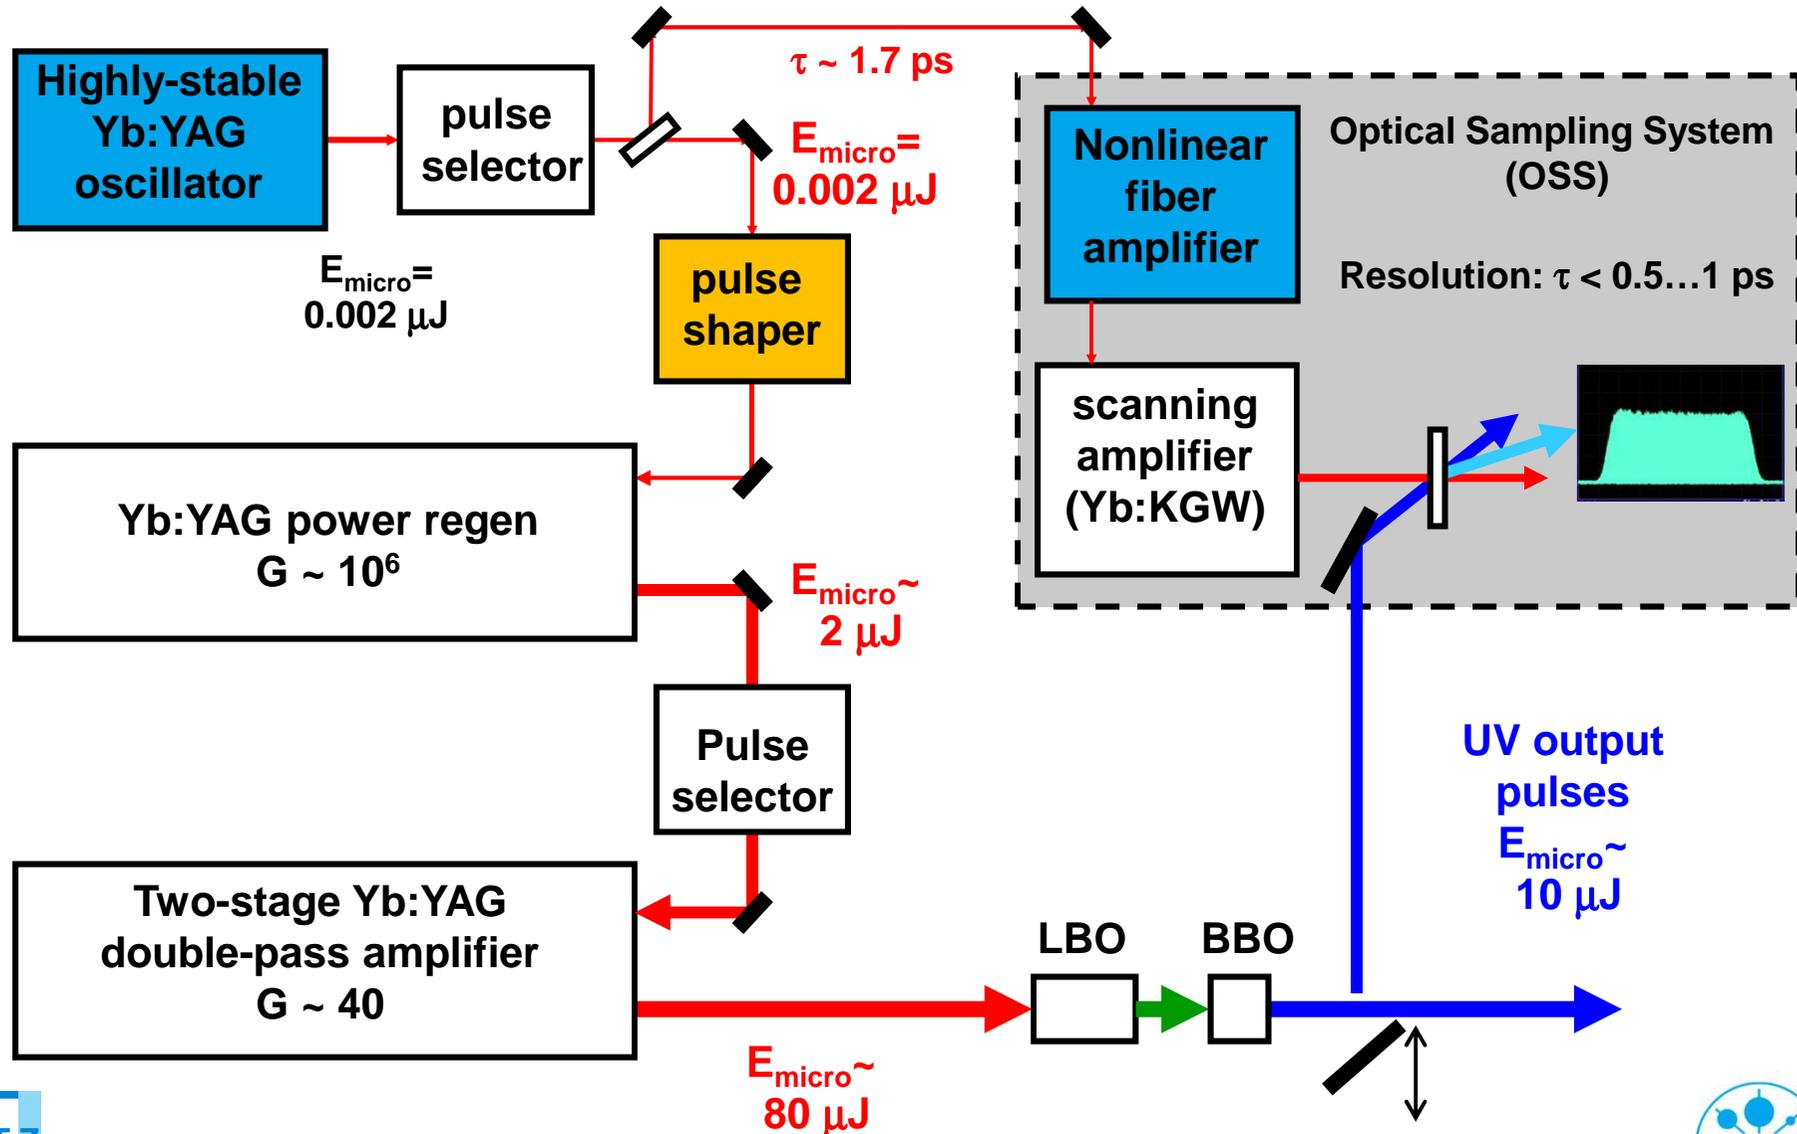 Highly-stable
Yb:YAG
oscillator
pulse
selector
τ ~ 1.7 ps
E_micro=
0.002 μJ
E_micro=
0.002 μJ
pulse
shaper
Nonlinear
fiber
amplifier
Optical Sampling System
(OSS)
Resolution: τ < 0.5…1 ps
scanning
amplifier
(Yb:KGW)
Yb:YAG power regen
G ~ 10⁶
E_micro~
2 μJ
Pulse
selector
Two-stage Yb:YAG
double-pass amplifier
G ~ 40
E_micro~
80 μJ
LBO
BBO
UV output
pulses
E_micro~
10 μJ